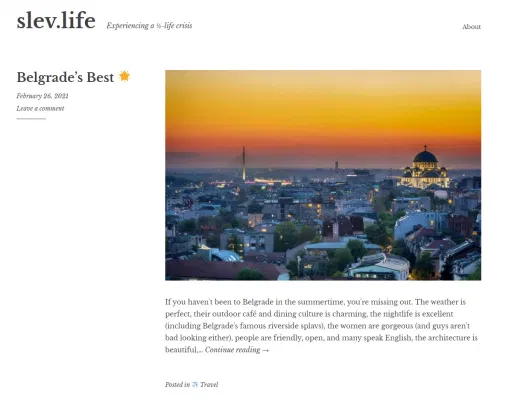 slev.life
Experiencing a ½-life crisis
About
Belgrade's Best
February 26, 2021
Leave a comment
If you haven't been to Belgrade in the summertime, you're missing out. The weather is
perfect, their outdoor café and dining culture is charming, the nightlife is excellent
(including Belgrade's famous riverside splavs), the women are gorgeous (and guys aren't
bad looking either), people are friendly, open, and many speak English, the architecture is
beautiful,… Continue reading →
Posted in ✈ Travel